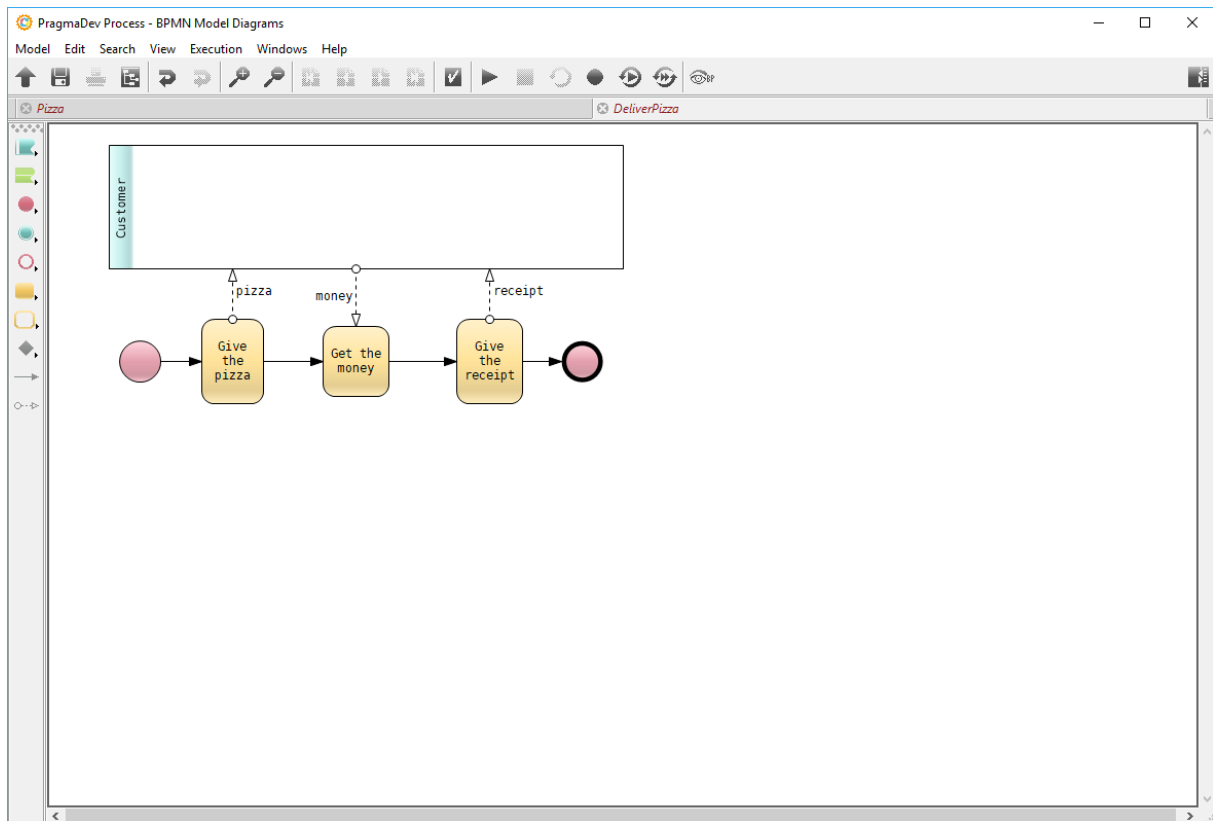 PragmaDev Process - BPMN Model Diagrams
Model Edit Search View Execution Windows Help
Pizza
DeliverPizza
Customer
pizza
money
receipt
Give
the
pizza
Get the
money
Give
the
receipt